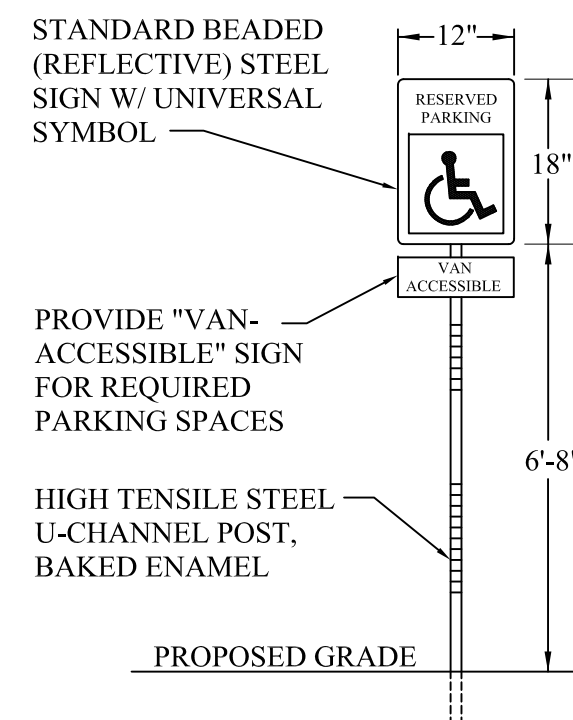 STANDARD BEADED
(REFLECTIVE) STEEL
SIGN W/ UNIVERSAL
SYMBOL
12"
RESERVED
PARKING
18"
VAN
ACCESSIBLE
PROVIDE "VAN-
ACCESSIBLE" SIGN
FOR REQUIRED
PARKING SPACES
6'-8"
HIGH TENSILE STEEL
U-CHANNEL POST,
BAKED ENAMEL
PROPOSED GRADE